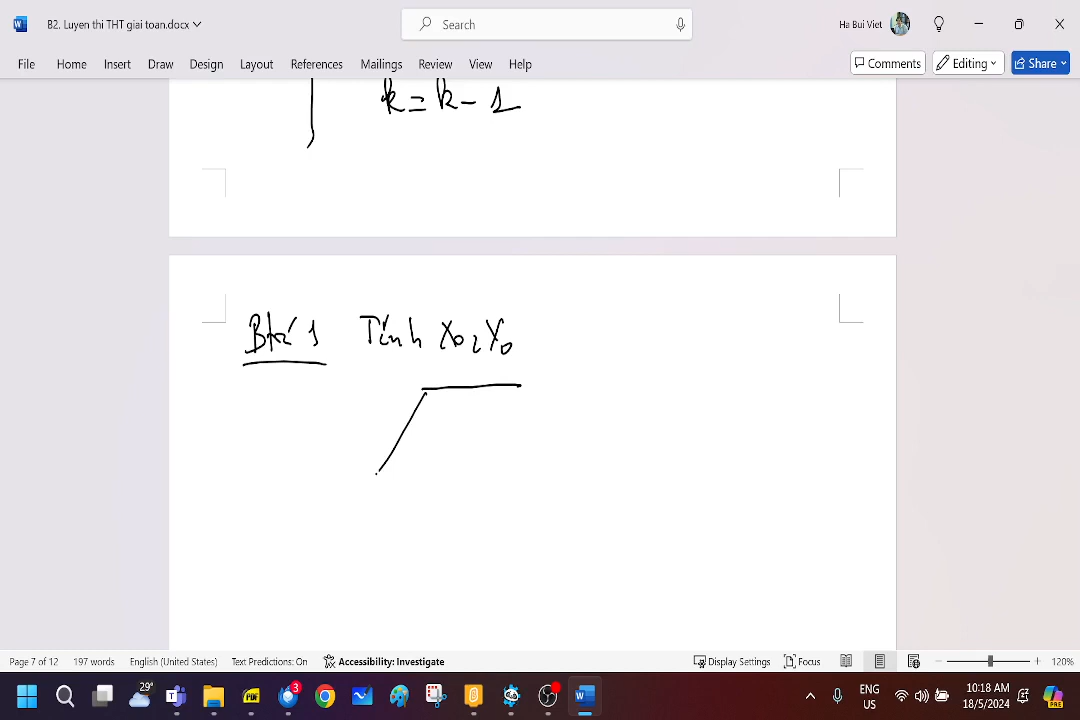 B2. Luyen thi THT giai toan.docx
Search
Ha Bui Viet
File Home Insert Draw Design Layout References Mailings Review View Help
Comments Editing Share
k = k - 1
1 Tính X0, Y0
Page 7 of 12 197 words English (United States) Text Predictions: On Accessibility: Investigate Display Settings Focus 120%
29°
3
PDF
ENG
US
10:18 AM
18/5/2024
PRE